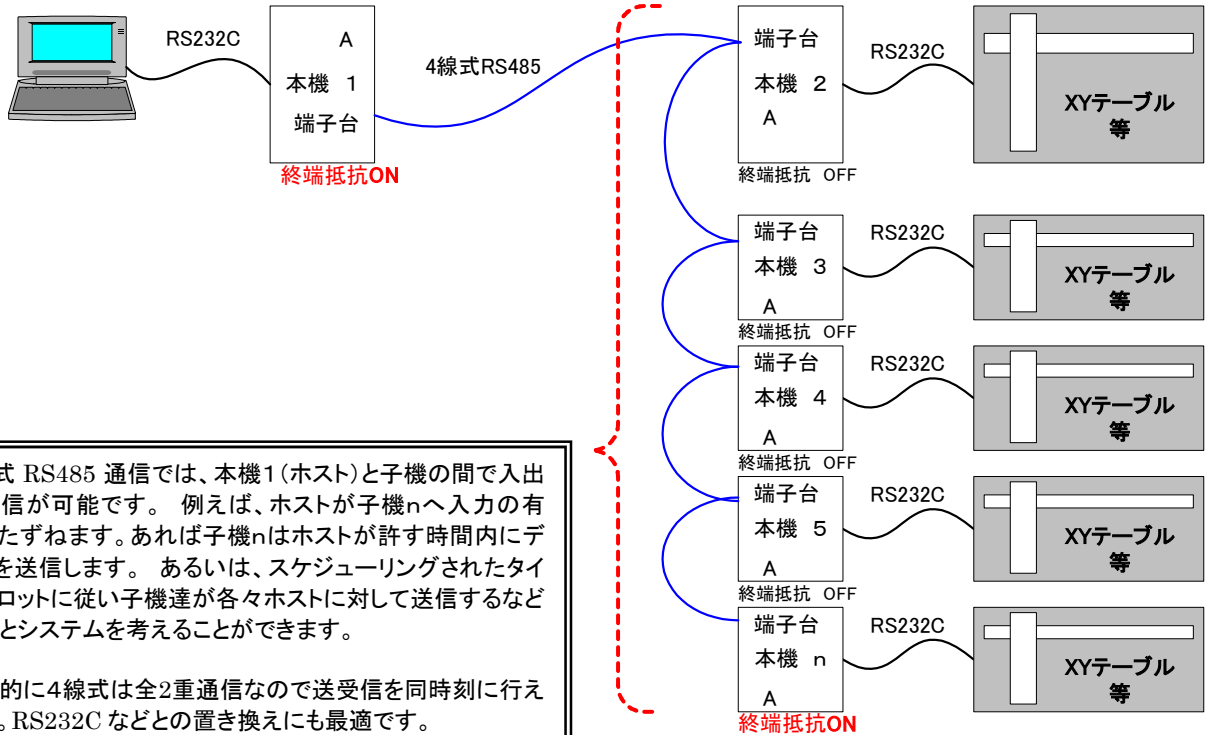 RS232C
A
本機 1
端子台
終端抵抗ON
4線式RS485
端子台
本機 2
A
終端抵抗 OFF
RS232C
XYテーブル
等
端子台
本機 3
A
終端抵抗 OFF
RS232C
XYテーブル
等
端子台
本機 4
A
終端抵抗 OFF
RS232C
XYテーブル
等
端子台
本機 5
A
終端抵抗 OFF
RS232C
XYテーブル
等
端子台
本機 n
A
終端抵抗ON
RS232C
XYテーブル
等
式 RS485 通信では、本機1(ホスト)と子機の間で入出
信が可能です。 例えば、ホストが子機nへ入力の有
たずねます。あれば子機nはホストが許す時間内にデ
を送信します。 あるいは、スケジューリングされたタイ
ロットに従い子機達が各々ホストに対して送信するなど
とシステムを考えることができます。
的に4線式は全2重通信なので送受信を同時刻に行え
。RS232C などとの置き換えにも最適です。